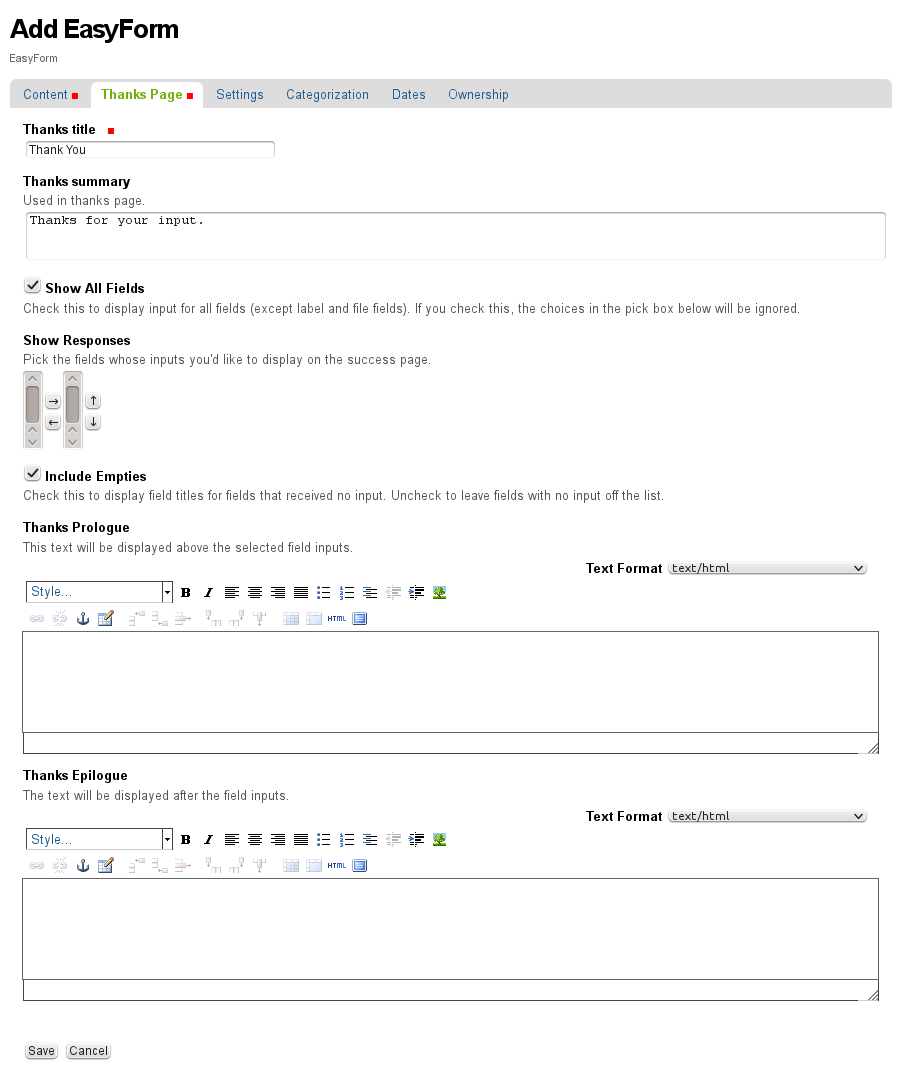 Add EasyForm
EasyForm
Content Thanks Page Settings Categorization Dates Ownership
Thanks title
Thank You
Thanks summary
Used in thanks page.
Thanks for your input.
Show All Fields
Check this to display input for all fields (except label and file fields). If you check this, the choices in the pick box below will be ignored.
Show Responses
Pick the fields whose inputs you'd like to display on the success page.
Include Empties
Check this to display field titles for fields that received no input. Uncheck to leave fields with no input off the list.
Thanks Prologue
This text will be displayed above the selected field inputs.
Text Format text/html
Style... B I
HTML
Thanks Epilogue
The text will be displayed after the field inputs.
Text Format text/html
Style... B I
HTML
Save Cancel